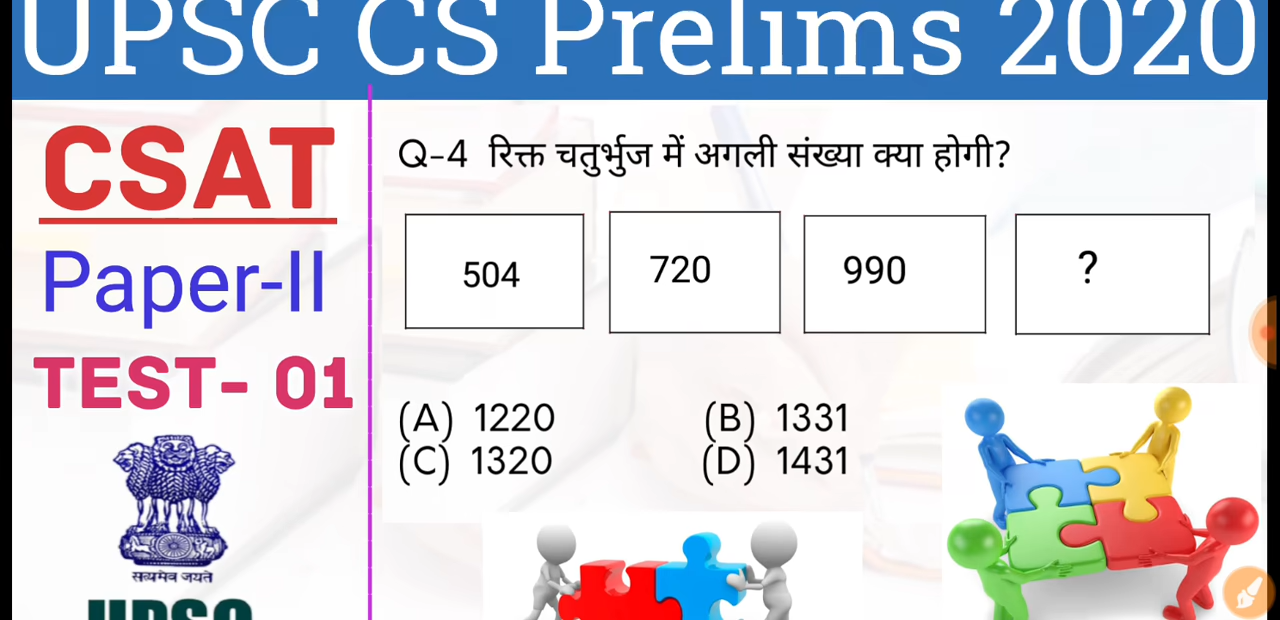 UPSC CS Prelims 2020
CSAT
Paper-II
TEST- 01
सत्यमेव जयते
UPSC
Q-4 रिक्त चतुर्भुज में अगली संख्या क्या होगी?
504 720 990 ?
(A) 1220 (B) 1331
(C) 1320 (D) 1431